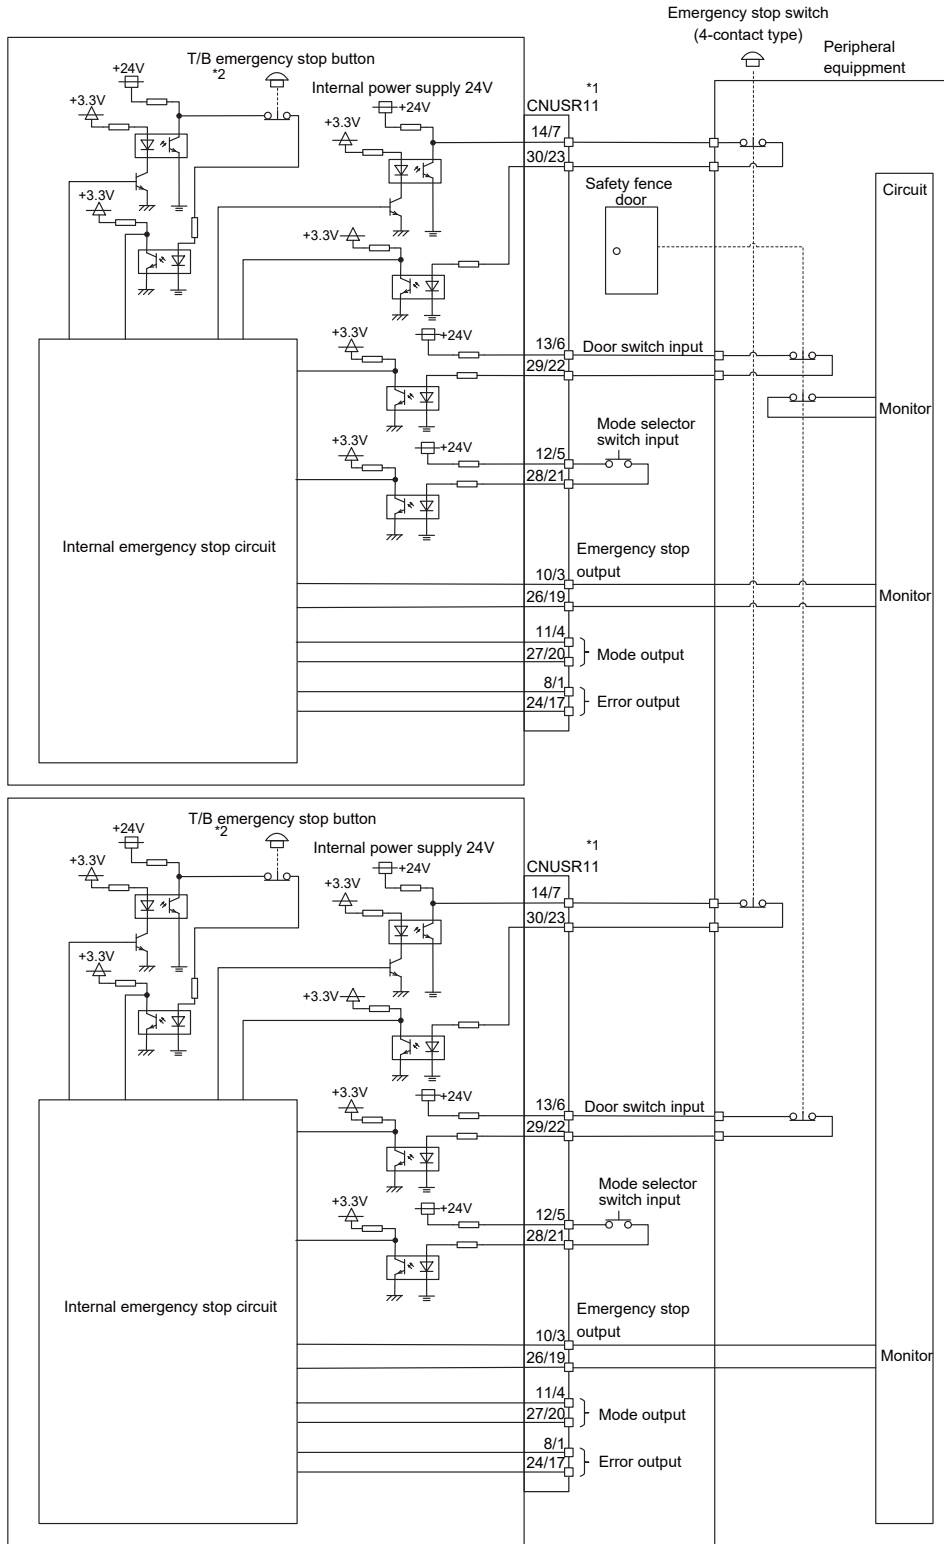 Emergency stop switch
(4-contact type)
Peripheral
equippment
T/B emergency stop button
*2
+24V
+3.3V
Internal power supply 24V
+24V
+3.3V
*1
CNUSR11
14/7
30/23
+3.3V
+3.3V
Safety fence
door
Circuit
+3.3V
+24V
13/6
Door switch input
29/22
Monitor
Mode selector
switch input
+3.3V
+24V
12/5
28/21
Internal emergency stop circuit
Emergency stop
output
10/3
26/19
Monitor
11/4
27/20
Mode output
8/1
24/17
Error output
T/B emergency stop button
*2
+24V
+3.3V
Internal power supply 24V
+24V
+3.3V
*1
CNUSR11
14/7
30/23
+3.3V
+3.3V
+3.3V
+24V
13/6
Door switch input
29/22
Mode selector
switch input
+3.3V
+24V
12/5
28/21
Internal emergency stop circuit
Emergency stop
output
10/3
26/19
Monitor
11/4
27/20
Mode output
8/1
24/17
Error output